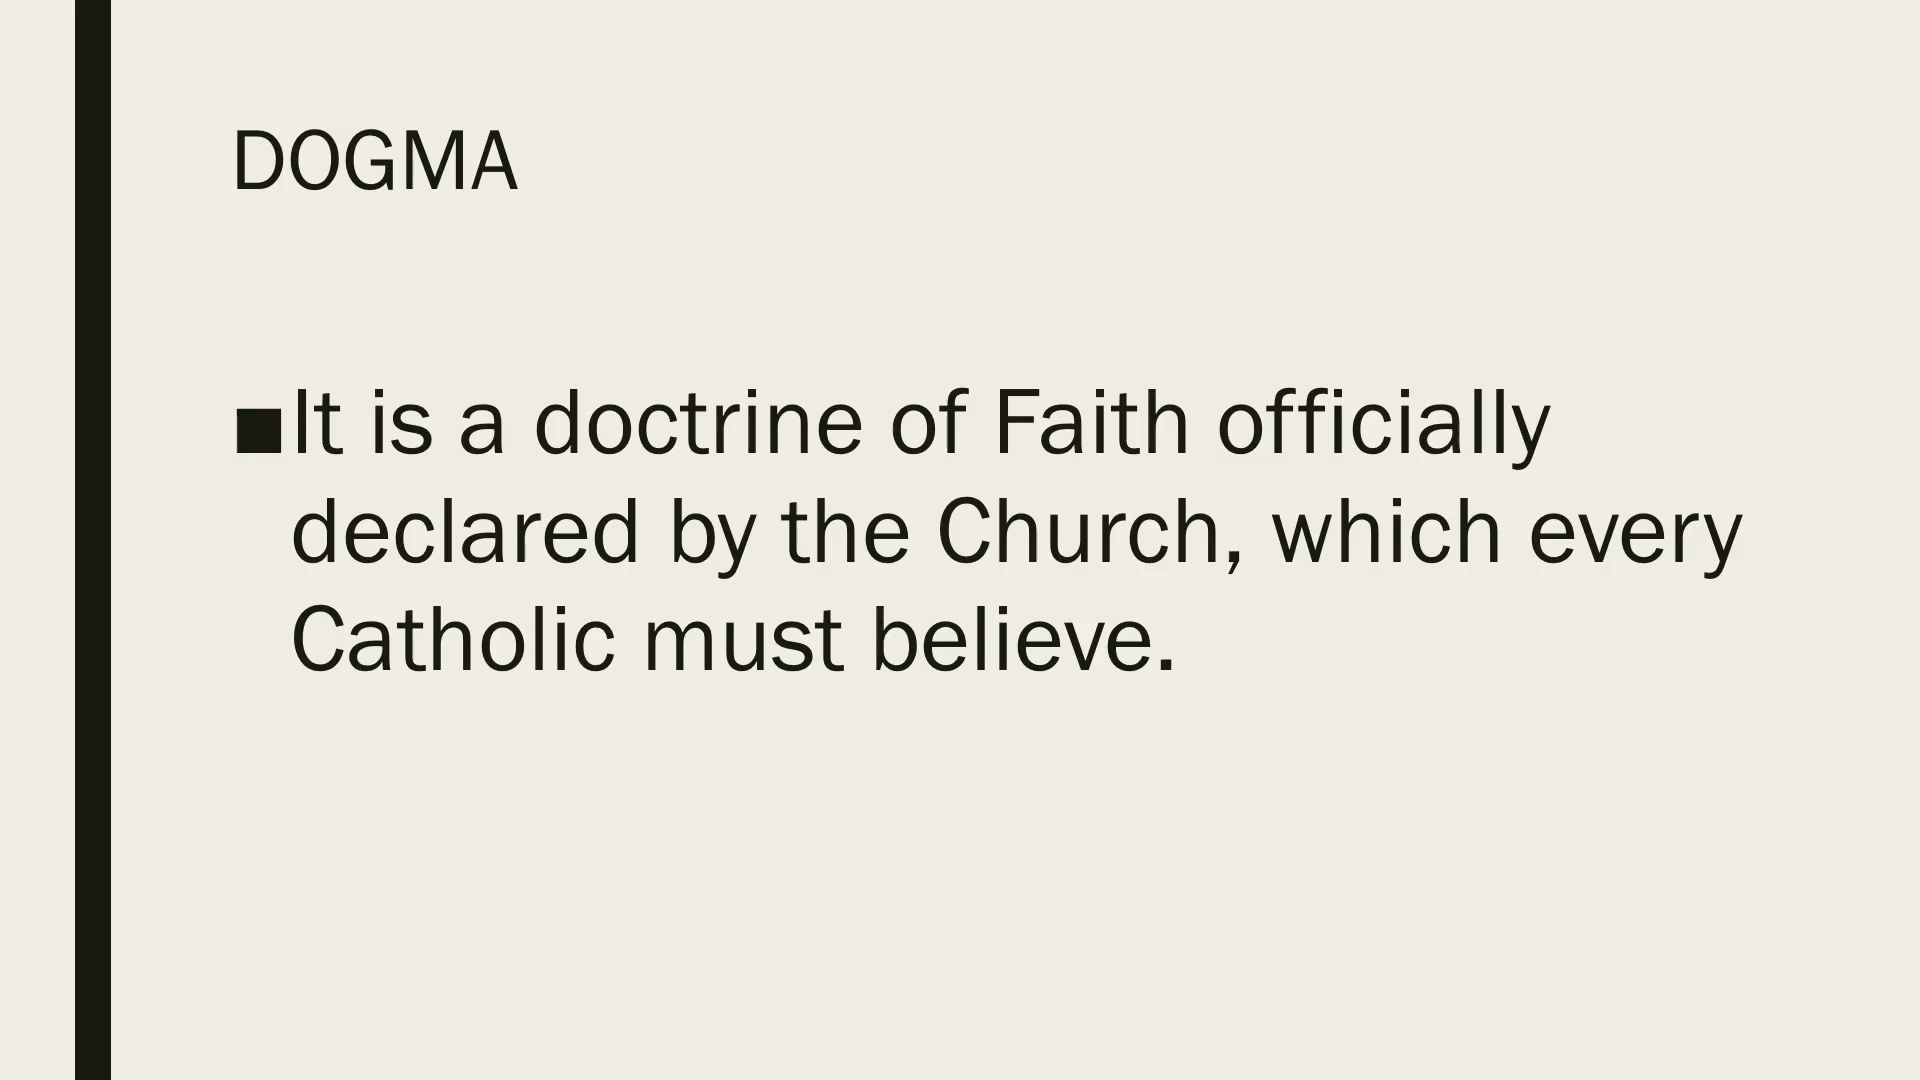 DOGMA
■It is a doctrine of Faith officially
declared by the Church, which every
Catholic must believe.